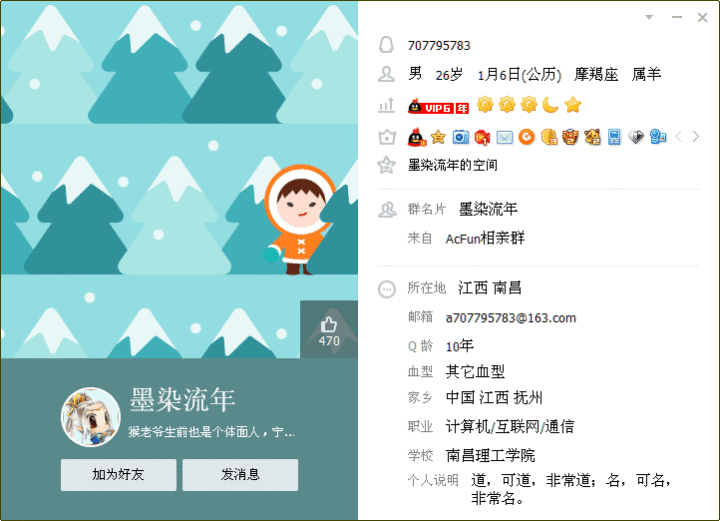 470
墨染流年
猴老爷生前也是个体面人，宁...
加为好友
发消息
707795783
男 26岁 1月6日(公历) 摩羯座 属羊
VIP6 年
墨染流年的空间
群名片 墨染流年
来自 AcFun相亲群
所在地 江西 南昌
邮箱 a707795783@163.com
Q 龄 10年
血型 其它血型
家乡 中国 江西 抚州
职业 计算机/互联网/通信
学校 南昌理工学院
个人说明 道，可道，非常道；名，可名，
非常名。